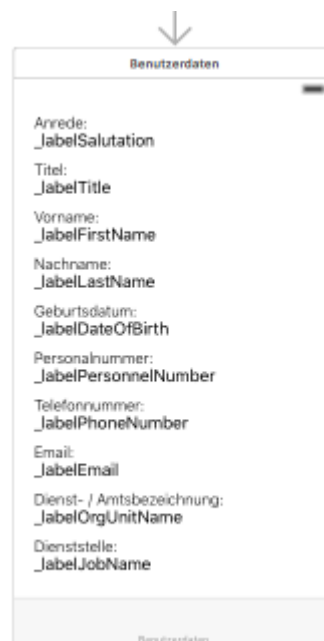 Benutzerdaten
Anrede:
_labelSalutation
Titel:
_labelTitle
Vorname:
_labelFirstName
Nachname:
_labelLastName
Geburtsdatum:
_labelDateOfBirth
Personalnummer:
_labelPersonnelNumber
Telefonnummer:
_labelPhoneNumber
Email:
_labelEmail
Dienst- / Amtsbezeichnung:
_labelOrgUnitName
Dienststelle:
_labelJobName
Benutzerdaten